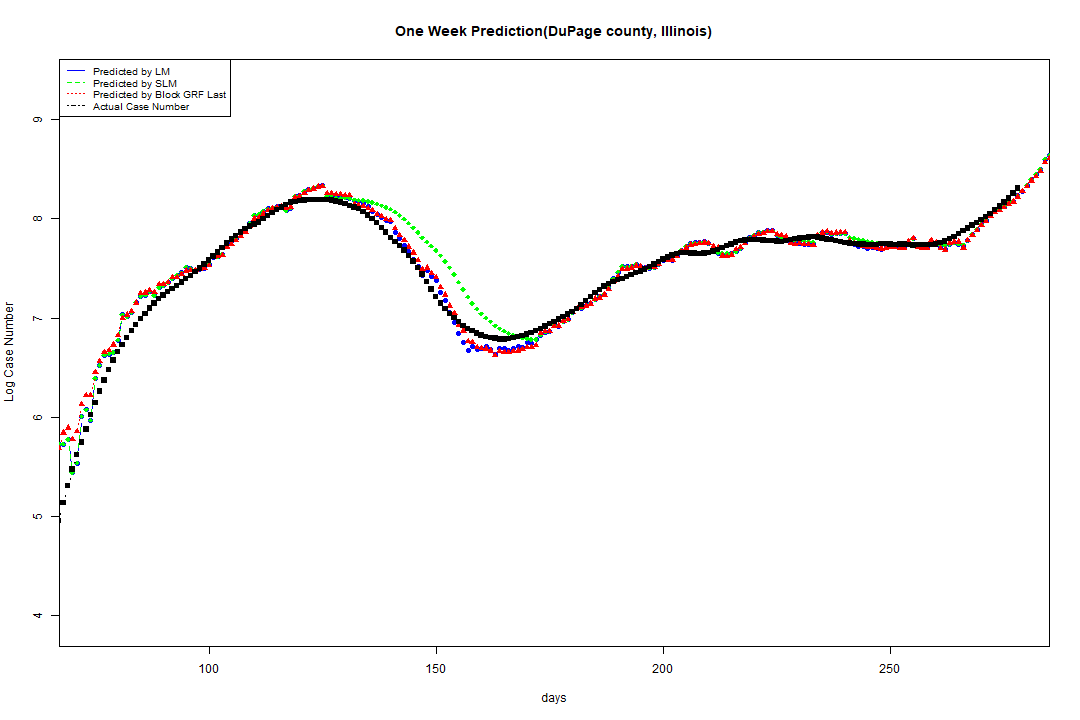 One Week Prediction(DuPage county, Illinois)
Predicted by LM
Predicted by SLM
Predicted by Block GRF Last
Actual Case Number
9
8
7
6
5
4
Log Case Number
100 150 200 250
days